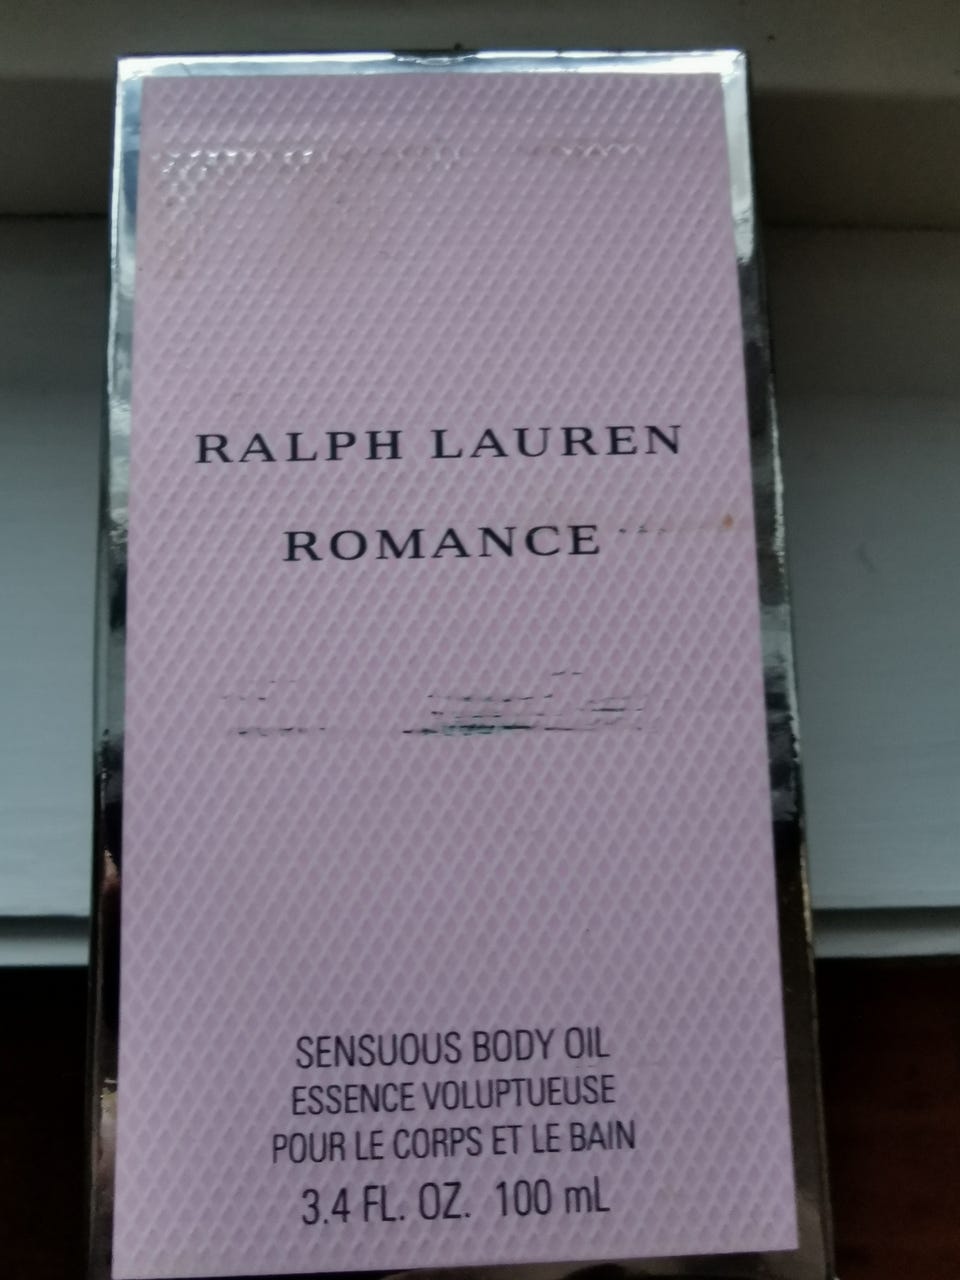 RALPH LAUREN
ROMANCE
SENSUOUS BODY OIL
ESSENCE VOLUPTUEUSE
POUR LE CORPS ET LE BAIN
3.4 FL. OZ. 100 mL